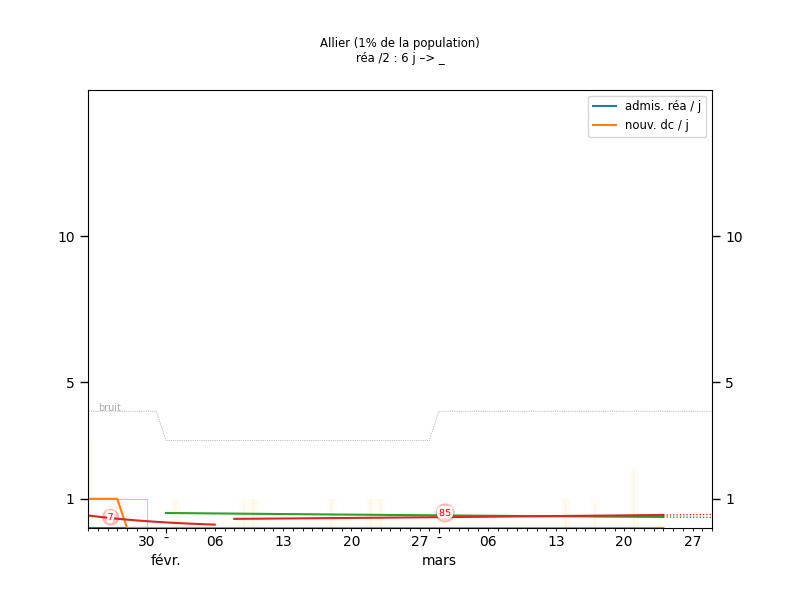 Allier (1% de la population)
réa /2 : 6 j –> _
admis. réa / j
nouv. dc / j
10
10
5
5
bruit
1
1
7
85
30
06
13
20
27
06
13
20
27
févr.
mars